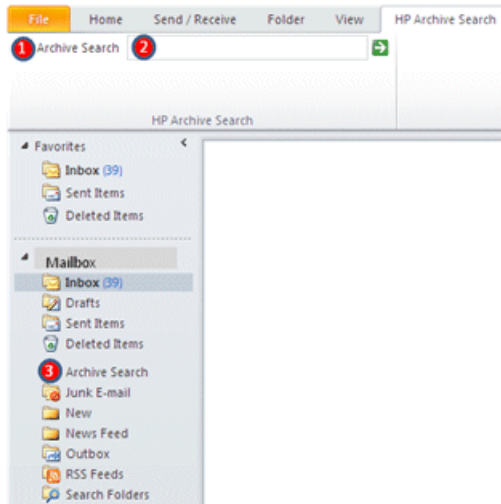 File Home Send / Receive Folder View HP Archive Search
1 Archive Search 2
HP Archive Search
Favorites
Inbox (39)
Sent Items
Deleted Items
Mailbox
Inbox (39)
Drafts
Sent Items
Deleted Items
3 Archive Search
Junk E-mail
New
News Feed
Outbox
RSS Feeds
Search Folders